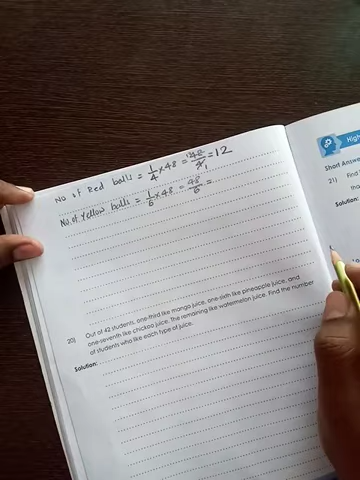 No of Red balls = 1/4 × 48 = 48/4 = 12
No. of Yellow balls = 1/6 × 48 = 48/6 =
20) Out of 42 students, one-third like mango juice, one-sixth like pineapple juice, and
one-seventh like chickoo juice. The remaining like watermelon juice. Find the number
of students who like each type of juice.
Solution:
High
Short Answ
21) Find
the
Solution: